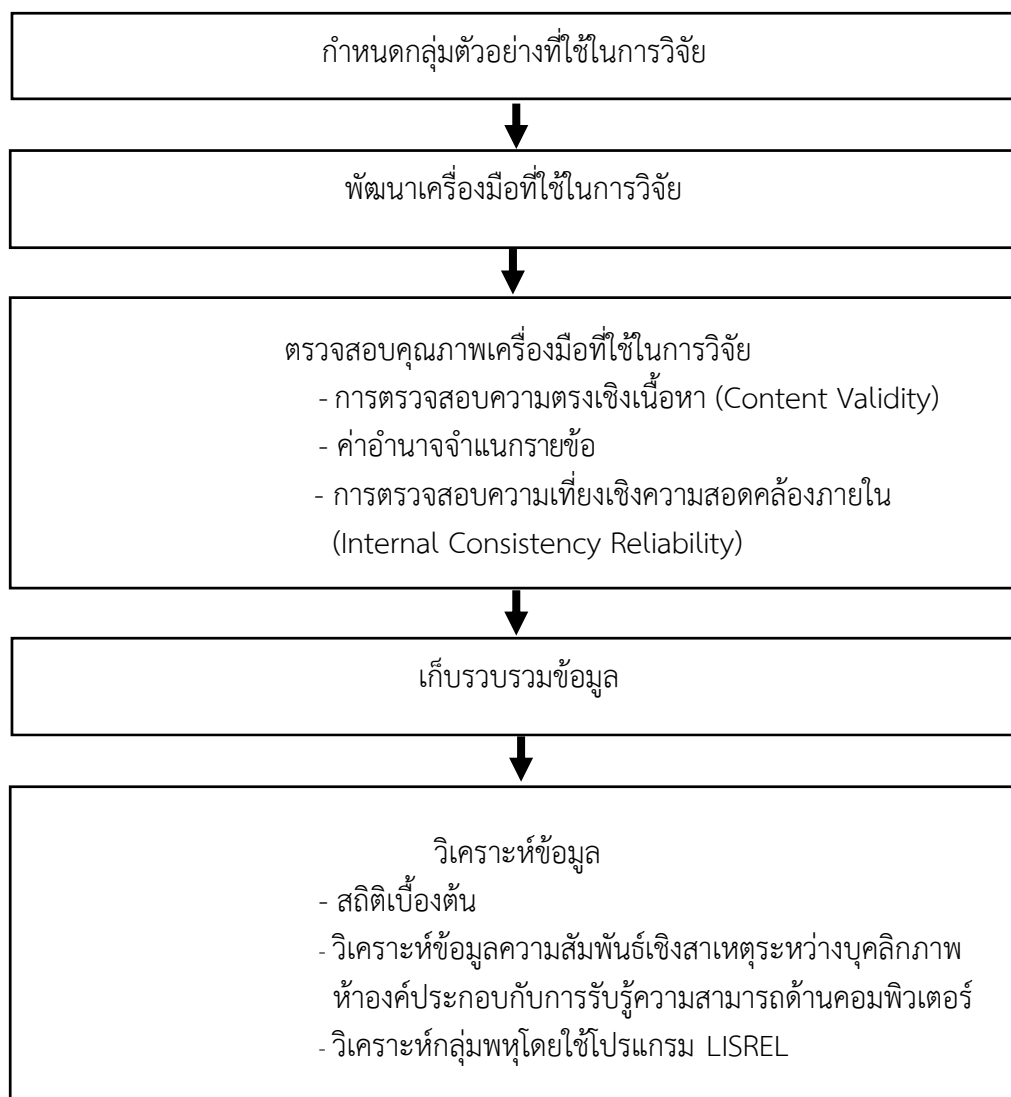 กำหนดกลุ่มตัวอย่างที่ใช้ในการวิจัย
พัฒนาเครื่องมือที่ใช้ในการวิจัย
ตรวจสอบคุณภาพเครื่องมือที่ใช้ในการวิจัย
- การตรวจสอบความตรงเชิงเนื้อหา (Content Validity)
- ค่าอำนาจจำแนกรายข้อ
- การตรวจสอบความเที่ยงเชิงความสอดคล้องภายใน
(Internal Consistency Reliability)
เก็บรวบรวมข้อมูล
วิเคราะห์ข้อมูล
- สถิติเบื้องต้น
- วิเคราะห์ข้อมูลความสัมพันธ์เชิงสาเหตุระหว่างบุคลิกภาพ
ห้าองค์ประกอบกับการรับรู้ความสามารถด้านคอมพิวเตอร์
- วิเคราะห์กลุ่มพหุโดยใช้โปรแกรม LISREL